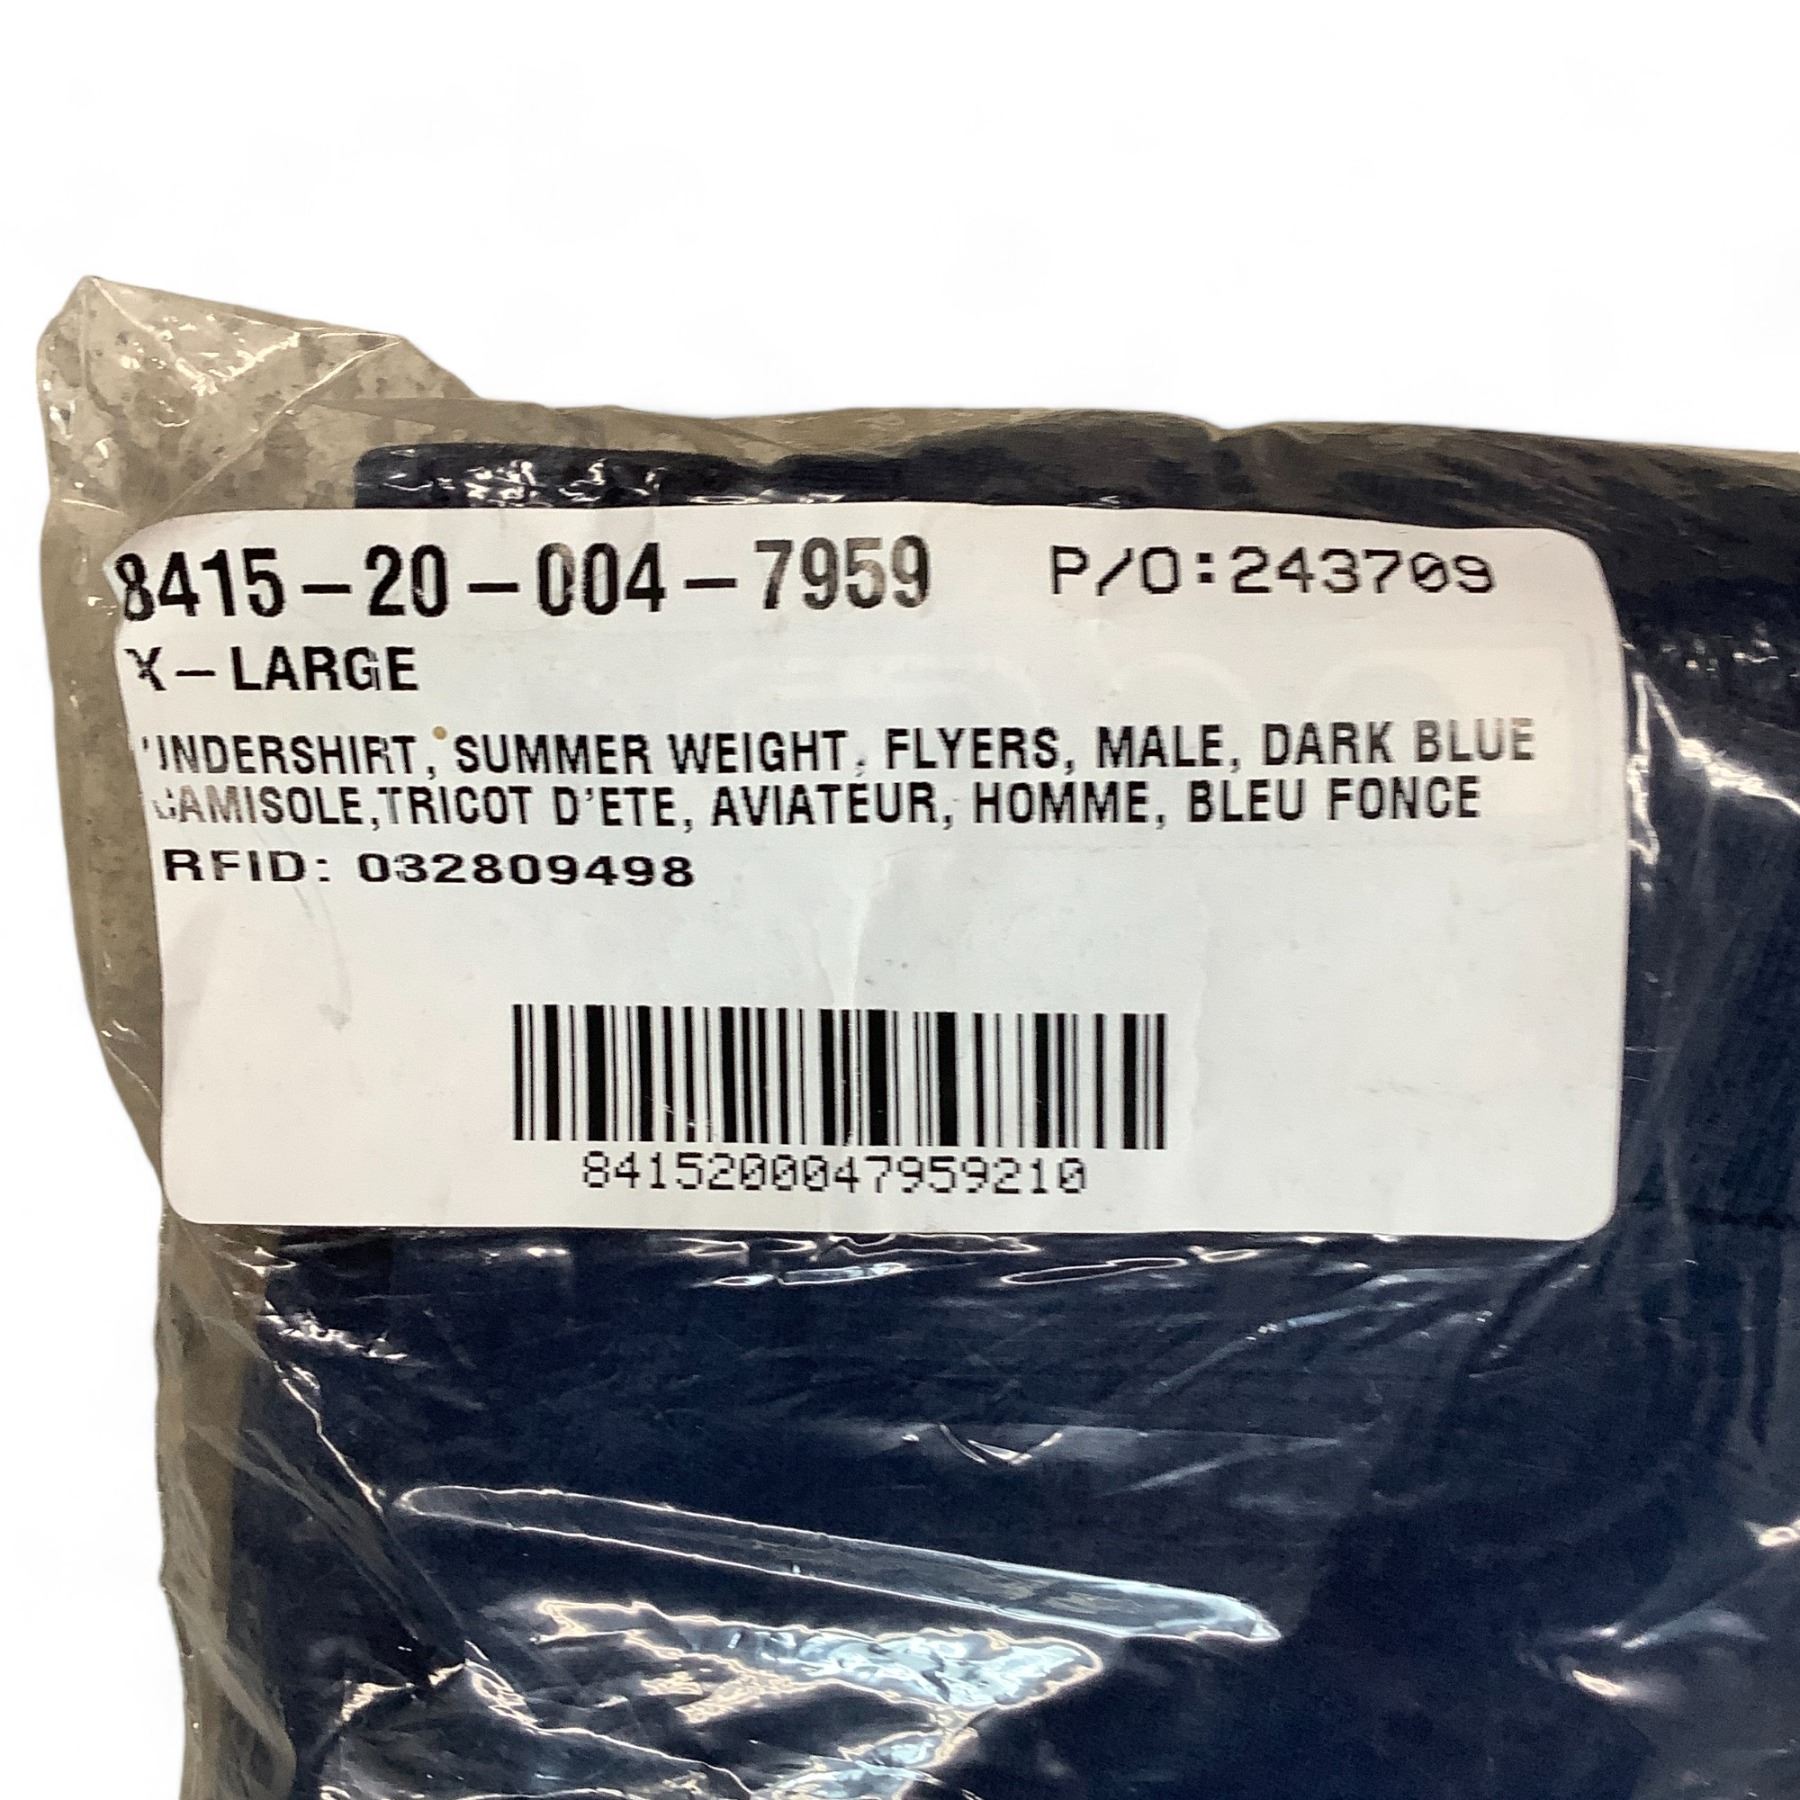 8415-20-004-7959 P/O:243709
X-LARGE
UNDERSHIRT, SUMMER WEIGHT, FLYERS, MALE, DARK BLUE
CAMISOLE,TRICOT D'ETE, AVIATEUR, HOMME, BLEU FONCE
RFID: 032809498
8415200047959210